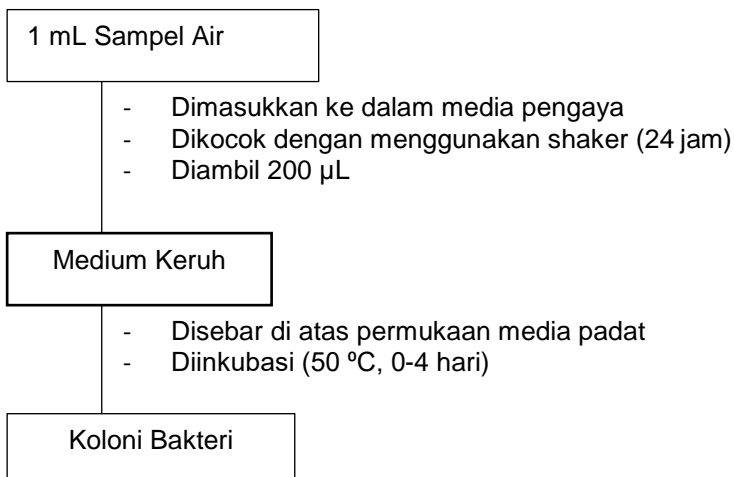 1 mL Sampel Air
- Dimasukkan ke dalam media pengaya
- Dikocok dengan menggunakan shaker (24 jam)
- Diambil 200 µL
Medium Keruh
- Disebar di atas permukaan media padat
- Diinkubasi (50 ºC, 0-4 hari)
Koloni Bakteri